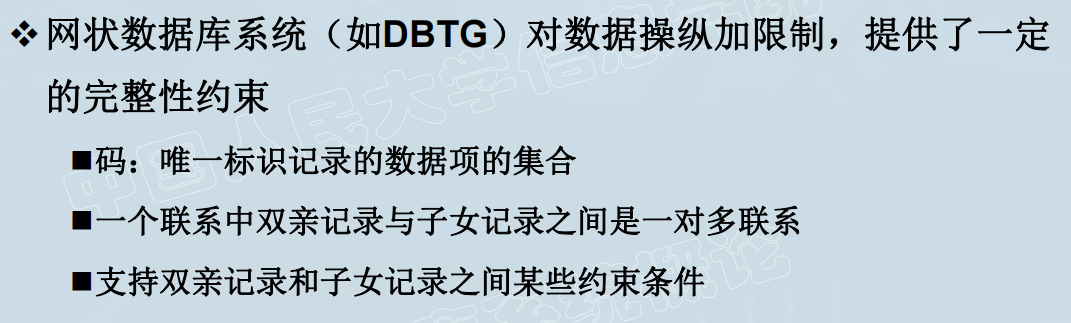 ❖网状数据库系统（如DBTG）对数据操纵加限制，提供了一定
的完整性约束
■码：唯一标识记录的数据项的集合
■一个联系中双亲记录与子女记录之间是一对多联系
■支持双亲记录和子女记录之间某些约束条件